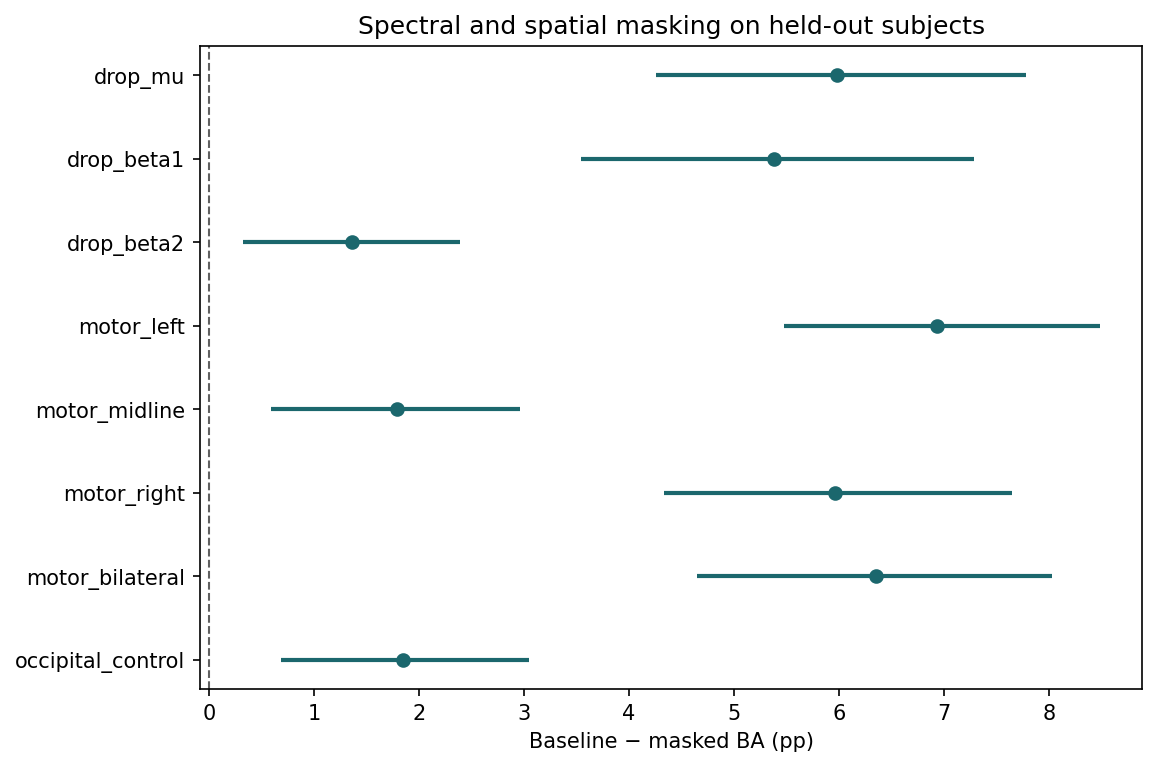 Spectral and spatial masking on held-out subjects
drop_mu
drop_beta1
drop_beta2
motor_left
motor_midline
motor_right
motor_bilateral
occipital_control
0 1 2 3 4 5 6 7 8
Baseline − masked BA (pp)